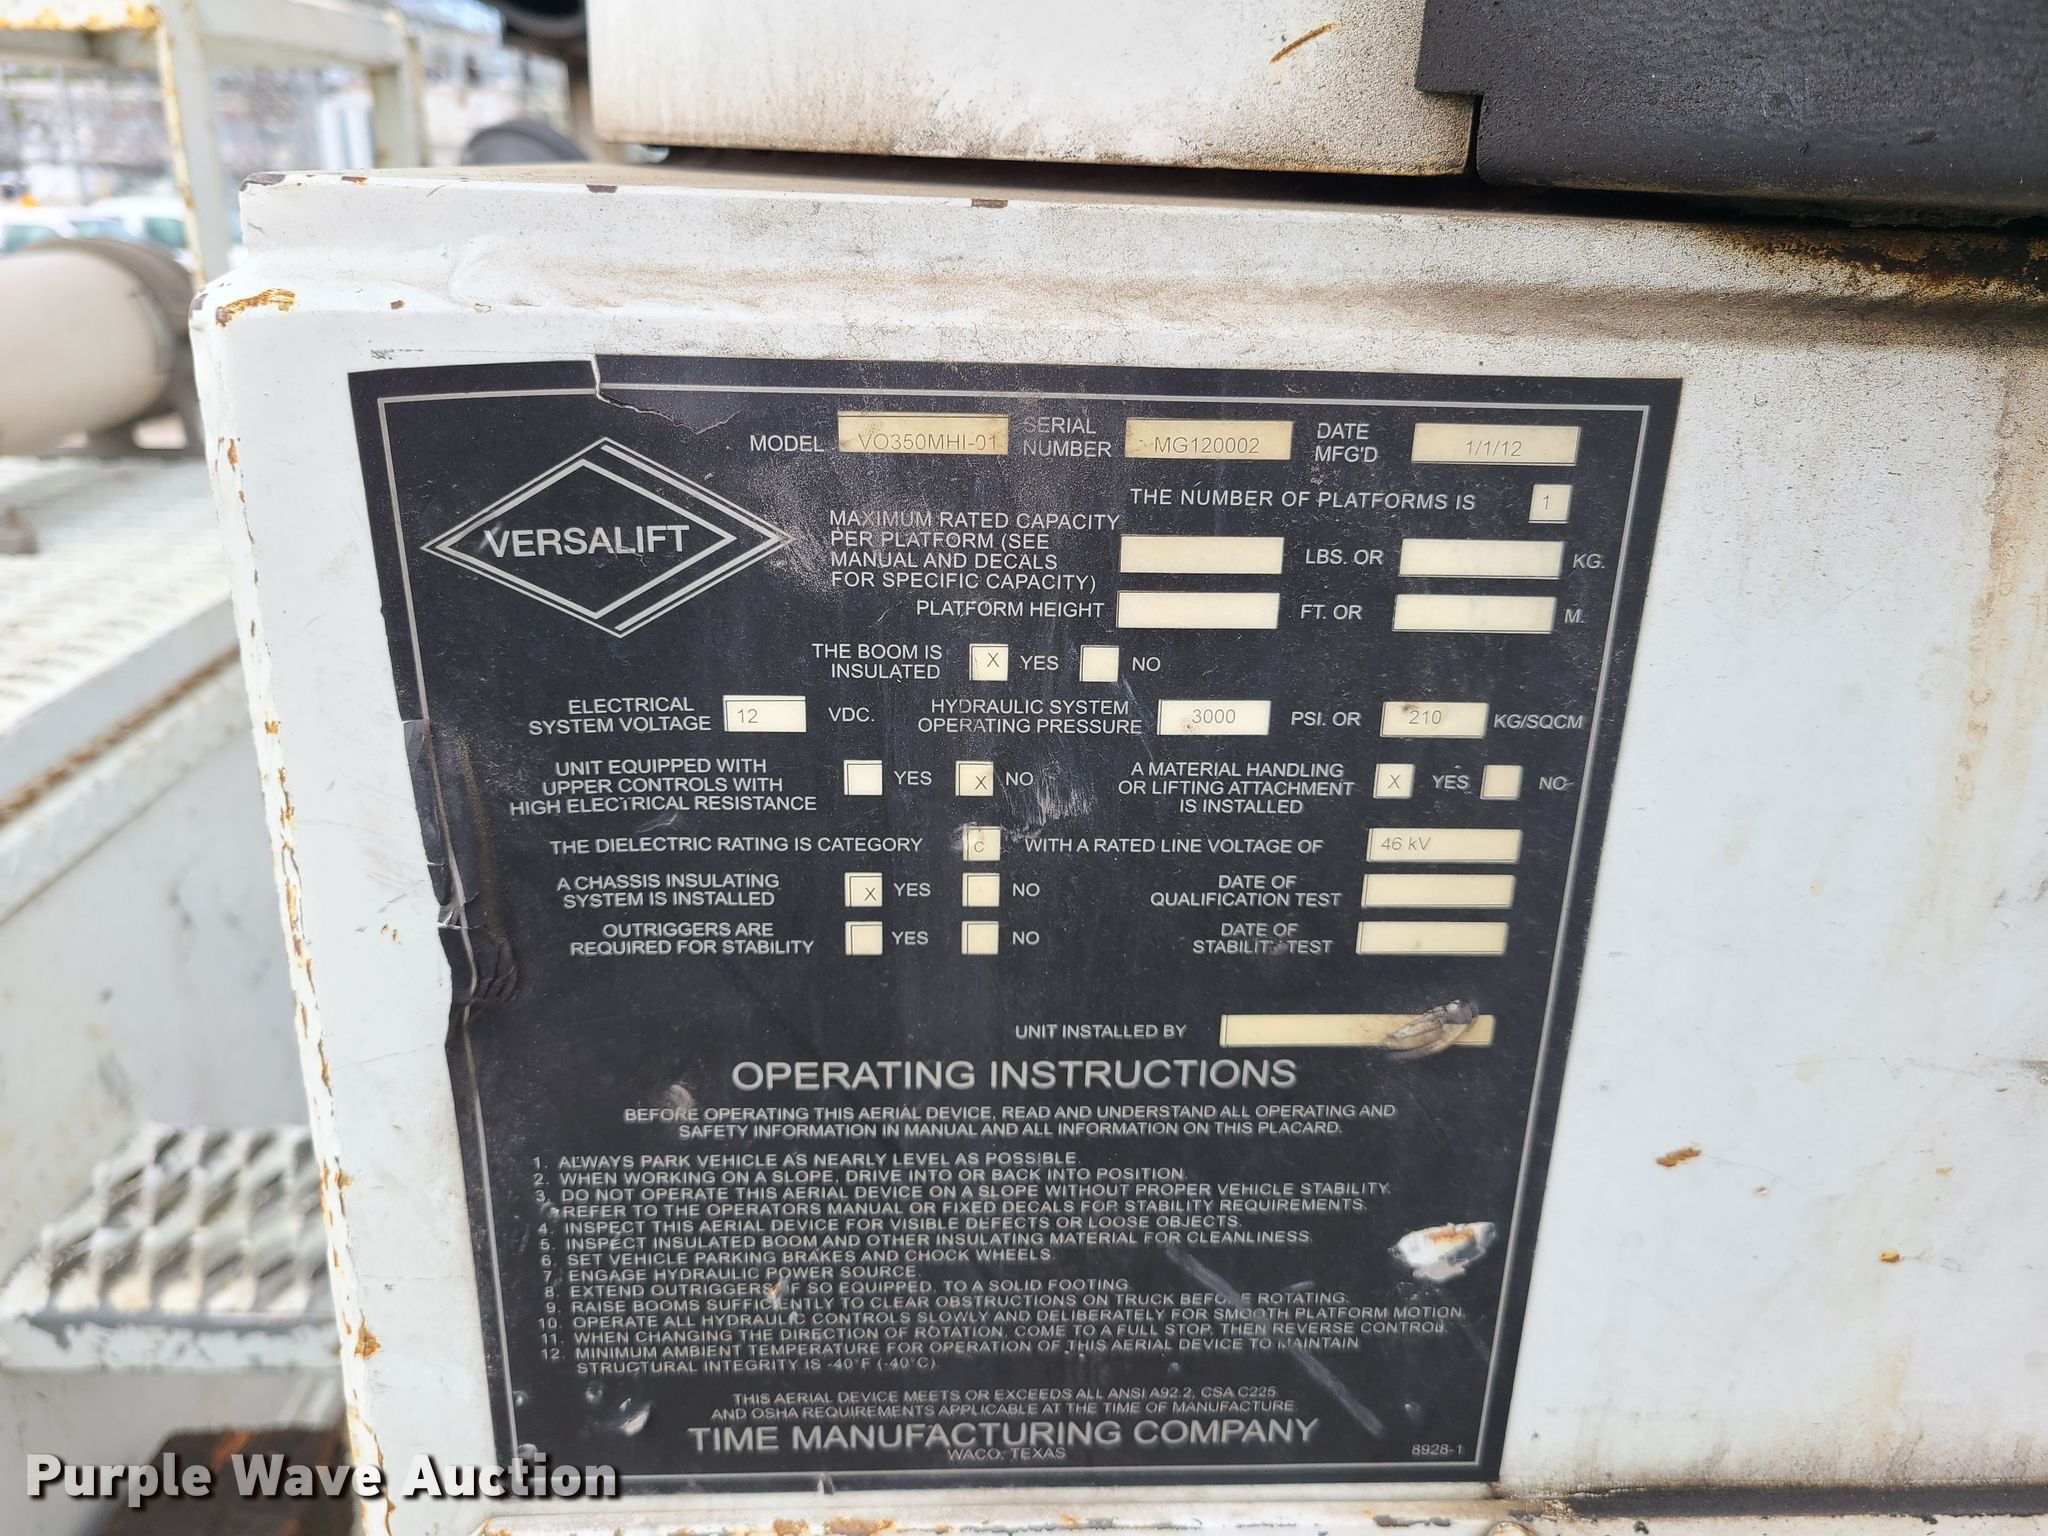 MODEL VO350MHI-01 SERIAL NUMBER MG120002 DATE MFG'D 1/1/12
THE NUMBER OF PLATFORMS IS 1
VERSALIFT
MAXIMUM RATED CAPACITY
PER PLATFORM (SEE
MANUAL AND DECALS
FOR SPECIFIC CAPACITY) LBS. OR KG.
PLATFORM HEIGHT FT. OR M.
THE BOOM IS
INSULATED X YES NO
ELECTRICAL
SYSTEM VOLTAGE 12 VDC.
HYDRAULIC SYSTEM
OPERATING PRESSURE 3000 PSI. OR 210 KG/SQCM
UNIT EQUIPPED WITH
UPPER CONTROLS WITH
HIGH ELECTRICAL RESISTANCE YES X NO
A MATERIAL HANDLING
OR LIFTING ATTACHMENT
IS INSTALLED X YES NO
THE DIELECTRIC RATING IS CATEGORY C WITH A RATED LINE VOLTAGE OF 46 kV
A CHASSIS INSULATING
SYSTEM IS INSTALLED X YES NO
DATE OF
QUALIFICATION TEST
OUTRIGGERS ARE
REQUIRED FOR STABILITY YES NO
DATE OF
STABILITY TEST
UNIT INSTALLED BY
OPERATING INSTRUCTIONS
BEFORE OPERATING THIS AERIAL DEVICE, READ AND UNDERSTAND ALL OPERATING AND
SAFETY INFORMATION IN MANUAL AND ALL INFORMATION ON THIS PLACARD.
1. ALWAYS PARK VEHICLE AS NEARLY LEVEL AS POSSIBLE.
2. WHEN WORKING ON A SLOPE, DRIVE INTO OR BACK INTO POSITION.
3. DO NOT OPERATE THIS AERIAL DEVICE ON A SLOPE WITHOUT PROPER VEHICLE STABILITY.
REFER TO THE OPERATORS MANUAL OR FIXED DECALS FOR STABILITY REQUIREMENTS.
4. INSPECT THIS AERIAL DEVICE FOR VISIBLE DEFECTS OR LOOSE OBJECTS.
5. INSPECT INSULATED BOOM AND OTHER INSULATING MATERIAL FOR CLEANLINESS.
6. SET VEHICLE PARKING BRAKES AND CHOCK WHEELS.
7. ENGAGE HYDRAULIC POWER SOURCE.
8. EXTEND OUTRIGGERS, IF SO EQUIPPED, TO A SOLID FOOTING.
9. RAISE BOOMS SUFFICIENTLY TO CLEAR OBSTRUCTIONS ON TRUCK BEFORE ROTATING.
10. OPERATE ALL HYDRAULIC CONTROLS SLOWLY AND DELIBERATELY FOR SMOOTH PLATFORM MOTION.
11. WHEN CHANGING THE DIRECTION OF ROTATION, COME TO A FULL STOP, THEN REVERSE CONTROL.
12. MINIMUM AMBIENT TEMPERATURE FOR OPERATION OF THIS AERIAL DEVICE TO MAINTAIN
STRUCTURAL INTEGRITY IS -40°F (-40°C).
THIS AERIAL DEVICE MEETS OR EXCEEDS ALL ANSI A92.2, CSA C225
AND OSHA REQUIREMENTS APPLICABLE AT THE TIME OF MANUFACTURE.
TIME MANUFACTURING COMPANY
WACO, TEXAS
8928-1
Purple Wave Auction